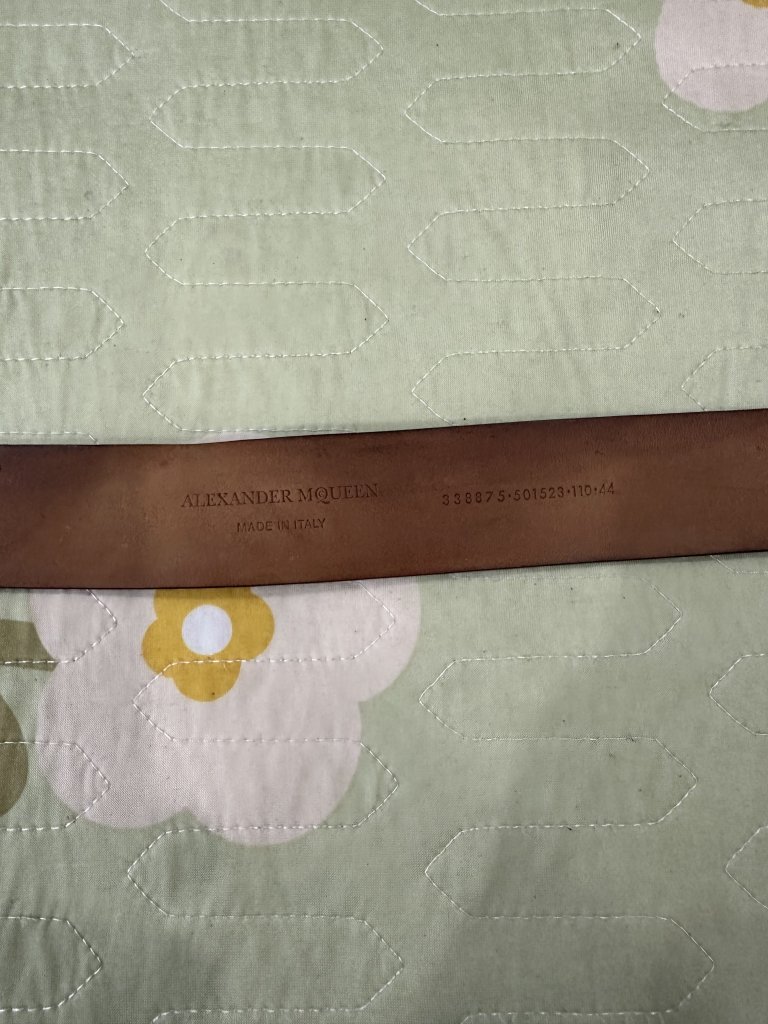 ALEXANDER MQUEEN
MADE IN ITALY
338875·501523·110·44